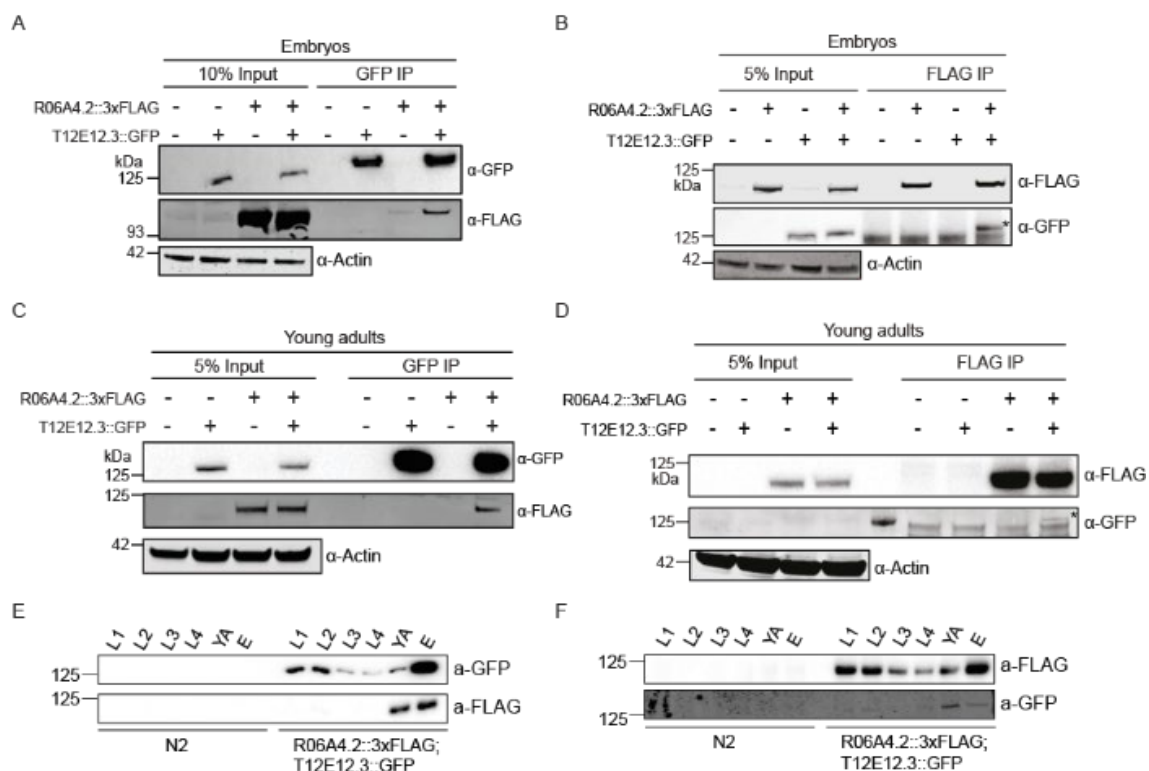 A
Embryos
10% Input GFP IP
R06A4.2::3xFLAG - - + + - - + +
T12E12.3::GFP - + - + - + - +
kDa
125
α-GFP
93
α-FLAG
42
α-Actin
B
Embryos
5% Input FLAG IP
R06A4.2::3xFLAG - + - + - + - +
T12E12.3::GFP - - + + - - + +
125
kDa
α-FLAG
125
*
α-GFP
42
α-Actin
C
Young adults
5% Input GFP IP
R06A4.2::3xFLAG - - + + - - + +
T12E12.3::GFP - + - + - + - +
kDa
125
α-GFP
125
α-FLAG
42
α-Actin
D
Young adults
5% Input FLAG IP
R06A4.2::3xFLAG - - + + - - + +
T12E12.3::GFP - + - + - + - +
125
kDa
α-FLAG
125
*
α-GFP
42
α-Actin
E
L1 L2 L3 L4 YA E L1 L2 L3 L4 YA E
125
a-GFP
125
a-FLAG
N2
R06A4.2::3xFLAG;
T12E12.3::GFP
F
L1 L2 L3 L4 YA E L1 L2 L3 L4 YA E
125
a-FLAG
125
a-GFP
N2
R06A4.2::3xFLAG;
T12E12.3::GFP